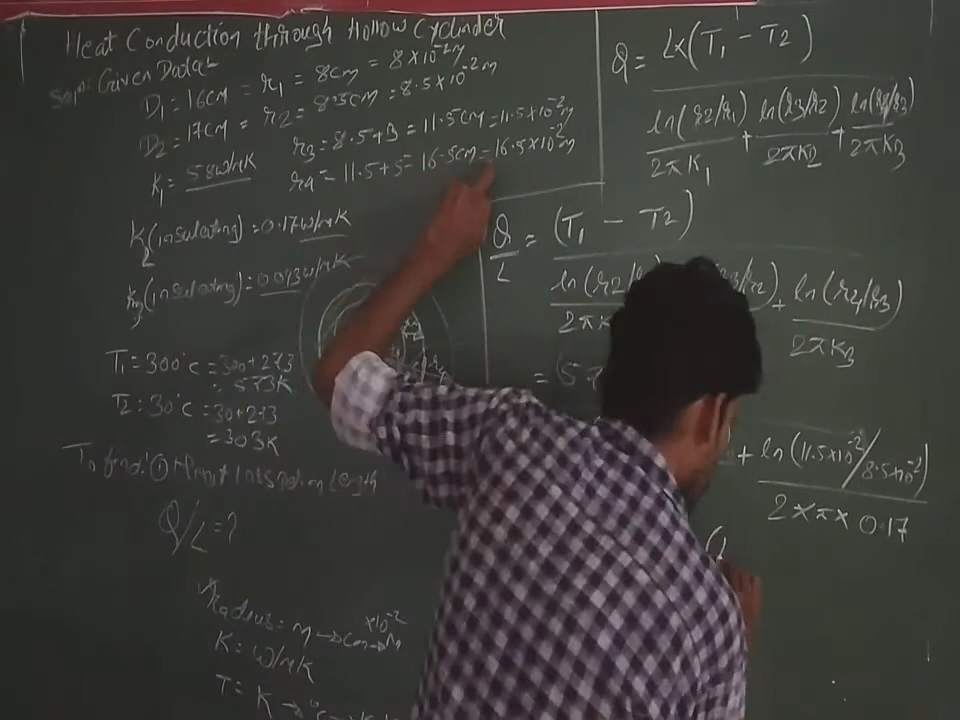 Heat Conduction through Hollow Cylinder
Sol: Given Data:
D₁ = 16cm = r₁ = 8cm = 8×10⁻²m
D₂ = 17cm = r₂ = 8.5cm = 8.5×10⁻²m
r₃ = 8.5+3 = 11.5cm = 11.5×10⁻²m
K₁ = 58W/mK
r₄ = 11.5+5 = 16.5cm = 16.5×10⁻²m
K₂ (insulating) = 0.17W/mK
K₃ (insulating) = 0.093W/mK
T₁ = 300°C = 300+273
= 573K
T₂ = 30°C = 30+273
= 303K
To find: ① Heat loss per Length
Q/L = ?
radius = m → cm→m ×10⁻²
K = W/mK
T = K → °C
Q = L×(T₁ - T₂)
ln(r₂/r₁)/2πK₁ + ln(r₃/r₂)/2πK₂ + ln(r₄/r₃)/2πK₃
Q/L = (T₁ - T₂)
ln(r₂/r /2πK + r₃/r₂) + ln(r₄/r₃)/2πK₃
= 57
+ ln(11.5×10⁻²/8.5×10⁻²)
2×π×0.17
(1